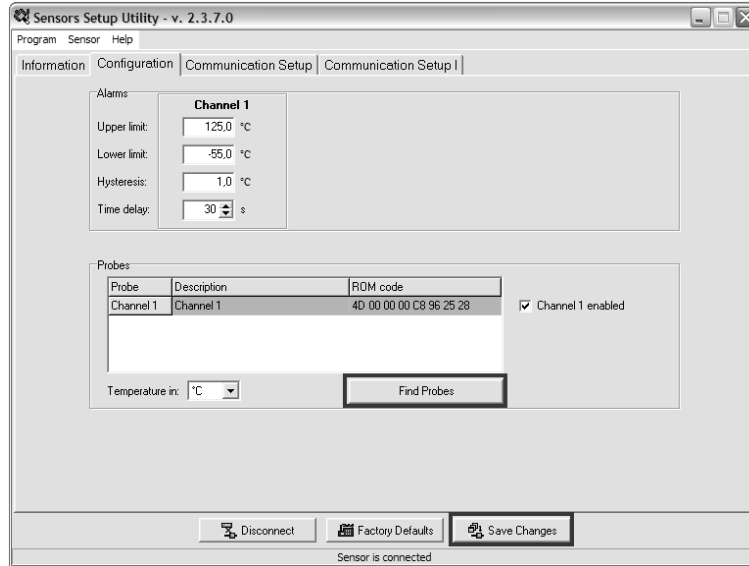 Sensors Setup Utility - v. 2.3.7.0
Program Sensor Help
Information Configuration Communication Setup Communication Setup I
Alarms
Channel 1
Upper limit: 125,0 °C
Lower limit: -55,0 °C
Hysteresis: 1,0 °C
Time delay: 30 s
Probes
Probe Description ROM code
Channel 1 Channel 1 4D 00 00 00 C8 96 25 28
Channel 1 enabled
Temperature in: °C Find Probes
Disconnect Factory Defaults Save Changes
Sensor is connected